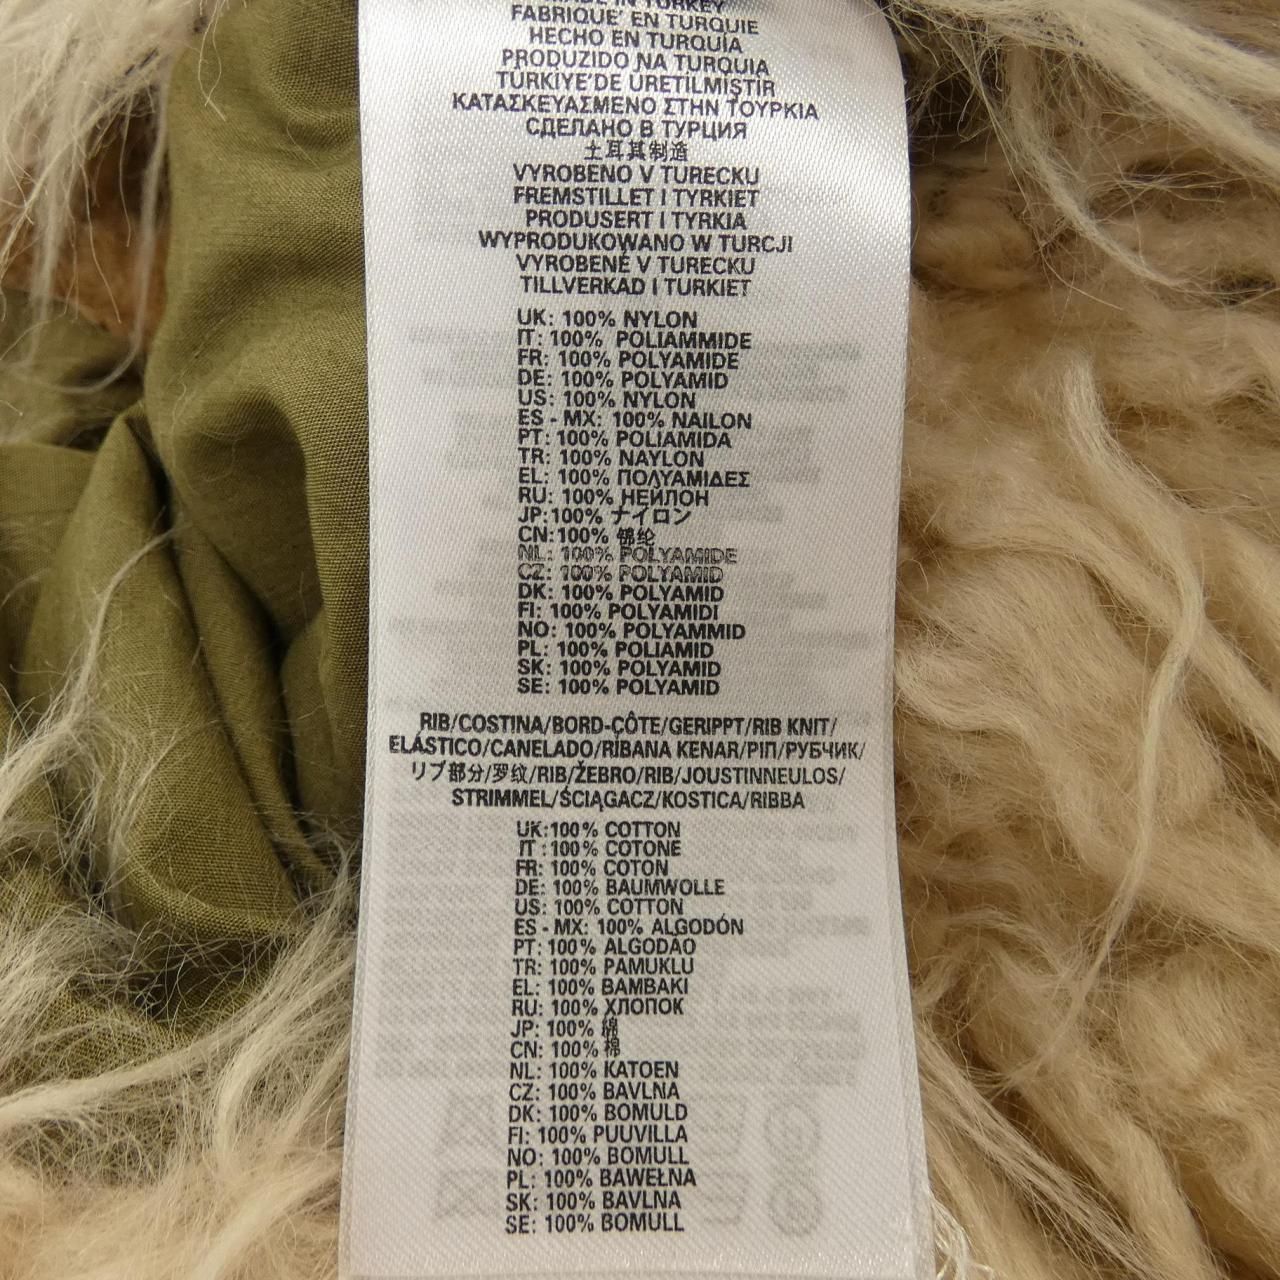 MADE IN TURKEY
FABRIQUE' EN TURQUIE
HECHO EN TURQUÍA
PRODUZIDO NA TURQUIA
TÜRKIYE'DE ÜRETILMIŞTIR
ΚΑΤΑΣΚΕΥΑΣΜΕΝΟ ΣΤΗΝ ΤΟΥΡΚΙΑ
СДЕЛАНО В ТУРЦИЯ
土耳其制造
VYROBENO V TURECKU
FREMSTILLET I TYRKIET
PRODUSERT I TYRKIA
WYPRODUKOWANO W TURCJI
VYROBENÉ V TURECKU
TILLVERKAD I TURKIET
UK: 100% NYLON
IT: 100% POLIAMMIDE
FR: 100% POLYAMIDE
DE: 100% POLYAMID
US: 100% NYLON
ES - MX: 100% NAILON
PT: 100% POLIAMIDA
TR: 100% NAYLON
EL: 100% ΠΟΛΥΑΜΙΔΕΣ
RU: 100% НЕЙЛОН
JP:100% ナイロン
CN:100% 锦纶
NL: 100% POLYAMIDE
CZ: 100% POLYAMID
DK: 100% POLYAMID
FI: 100% POLYAMIDI
NO: 100% POLYAMMID
PL: 100% POLIAMID
SK: 100% POLYAMID
SE: 100% POLYAMID
RIB/COSTINA/BORD-CÔTE/GERIPPT/RIB KNIT/
ELÁSTICO/CANELADO/RİBANA KENAR/ΡΙΠ/РУБЧИК/
リブ部分/罗纹/RIB/ŽEBRO/RIB/JOUSTINNEULOS/
STRIMMEL/ŚCIĄGACZ/KOSTICA/RIBBA
UK:100% COTTON
IT :100% COTONE
FR: 100% COTON
DE: 100% BAUMWOLLE
US: 100% COTTON
ES - MX: 100% ALGODÓN
PT: 100% ALGODÃO
TR: 100% PAMUKLU
EL: 100% BAMBAKI
RU: 100% ХЛОПОК
JP: 100% 綿
CN: 100% 棉
NL: 100% KATOEN
CZ: 100% BAVLNA
DK: 100% BOMULD
FI: 100% PUUVILLA
NO: 100% BOMULL
PL: 100% BAWEŁNA
SK: 100% BAVLNA
SE: 100% BOMULL